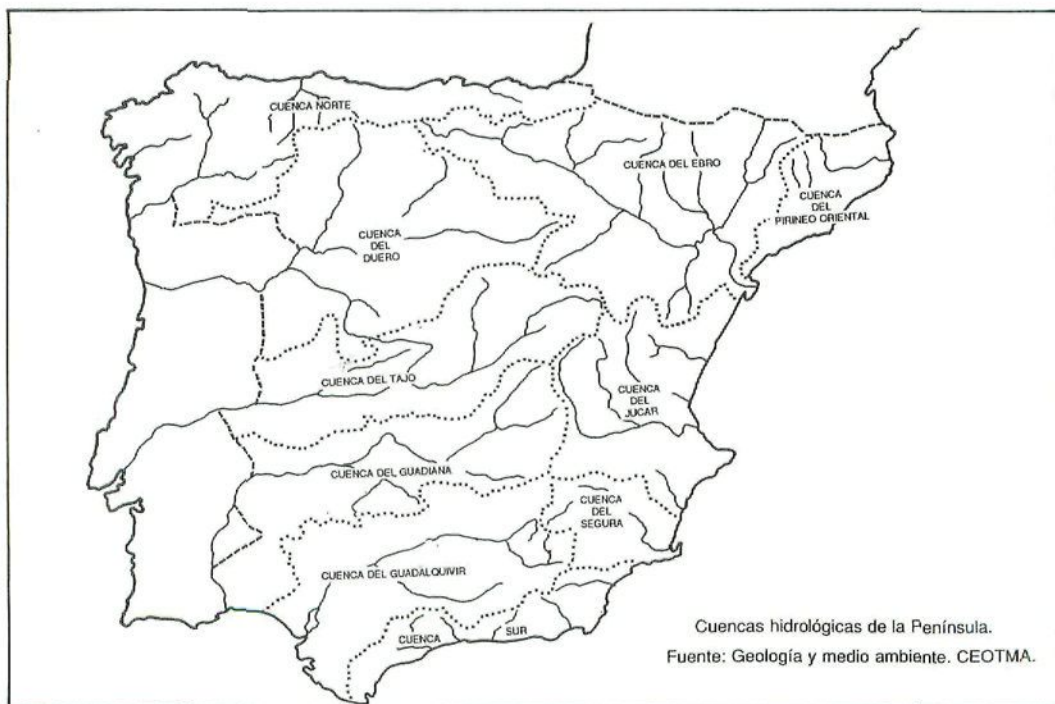 CUENCA NORTE
CUENCA DEL EBRO
CUENCA
DEL
PIRINEO ORIENTAL
CUENCA
DEL
DUERO
CUENCA DEL TAJO
CUENCA
DEL
JUCAR
CUENCA DEL GUADIANA
CUENCA
DEL
SEGURA
CUENCA DEL GUADALQUIVIR
CUENCA SUR
Cuencas hidrológicas de la Península.
Fuente: Geología y medio ambiente. CEOTMA.